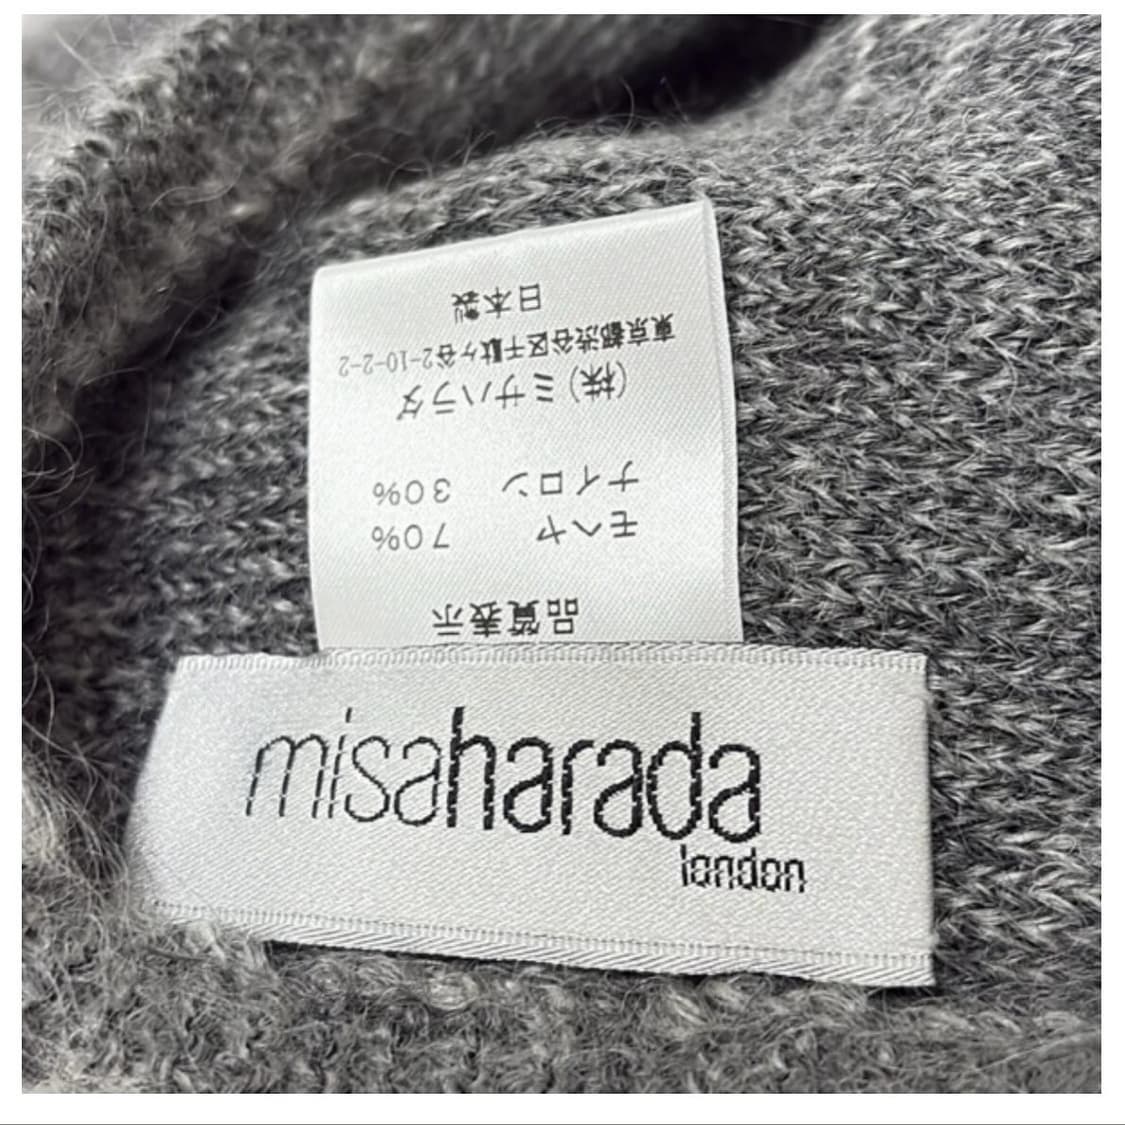 品質表示
モヘヤ 70%
ナイロン 30%
(株)ミサハラダ
東京都渋谷区千駄ヶ谷2-10-2-2
日本製
misaharada
london